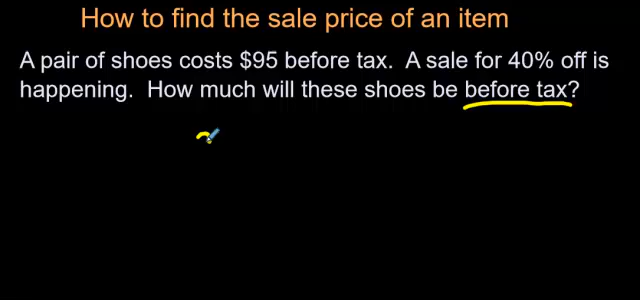 How to find the sale price of an item
A pair of shoes costs $95 before tax.  A sale for 40% off is
happening.  How much will these shoes be before tax?